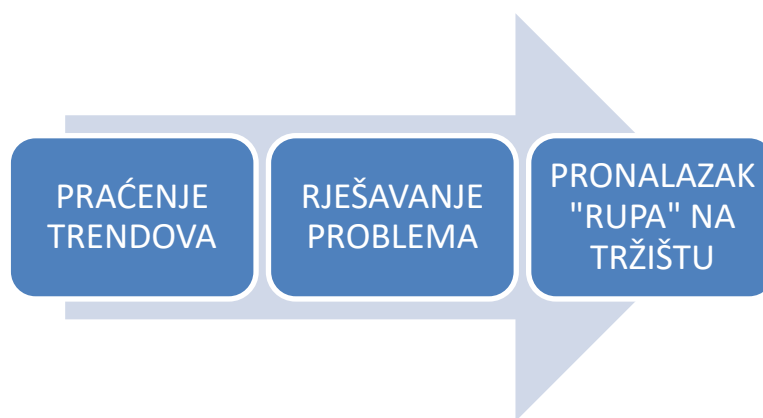 PRAĆENJE
TRENDOVA
RJEŠAVANJE
PROBLEMA
PRONALAZAK
"RUPA" NA
TRŽIŠTU